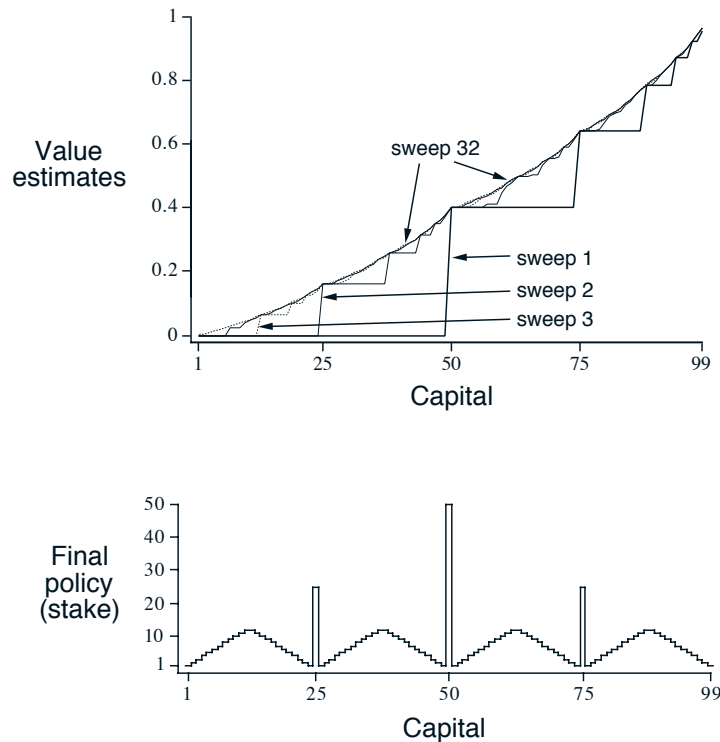 1
0.8
0.6
0.4
0.2
0
Value
estimates
sweep 32
sweep 1
sweep 2
sweep 3
1 25 50 75 99
Capital
50
40
30
20
10
1
Final
policy
(stake)
1 25 50 75 99
Capital